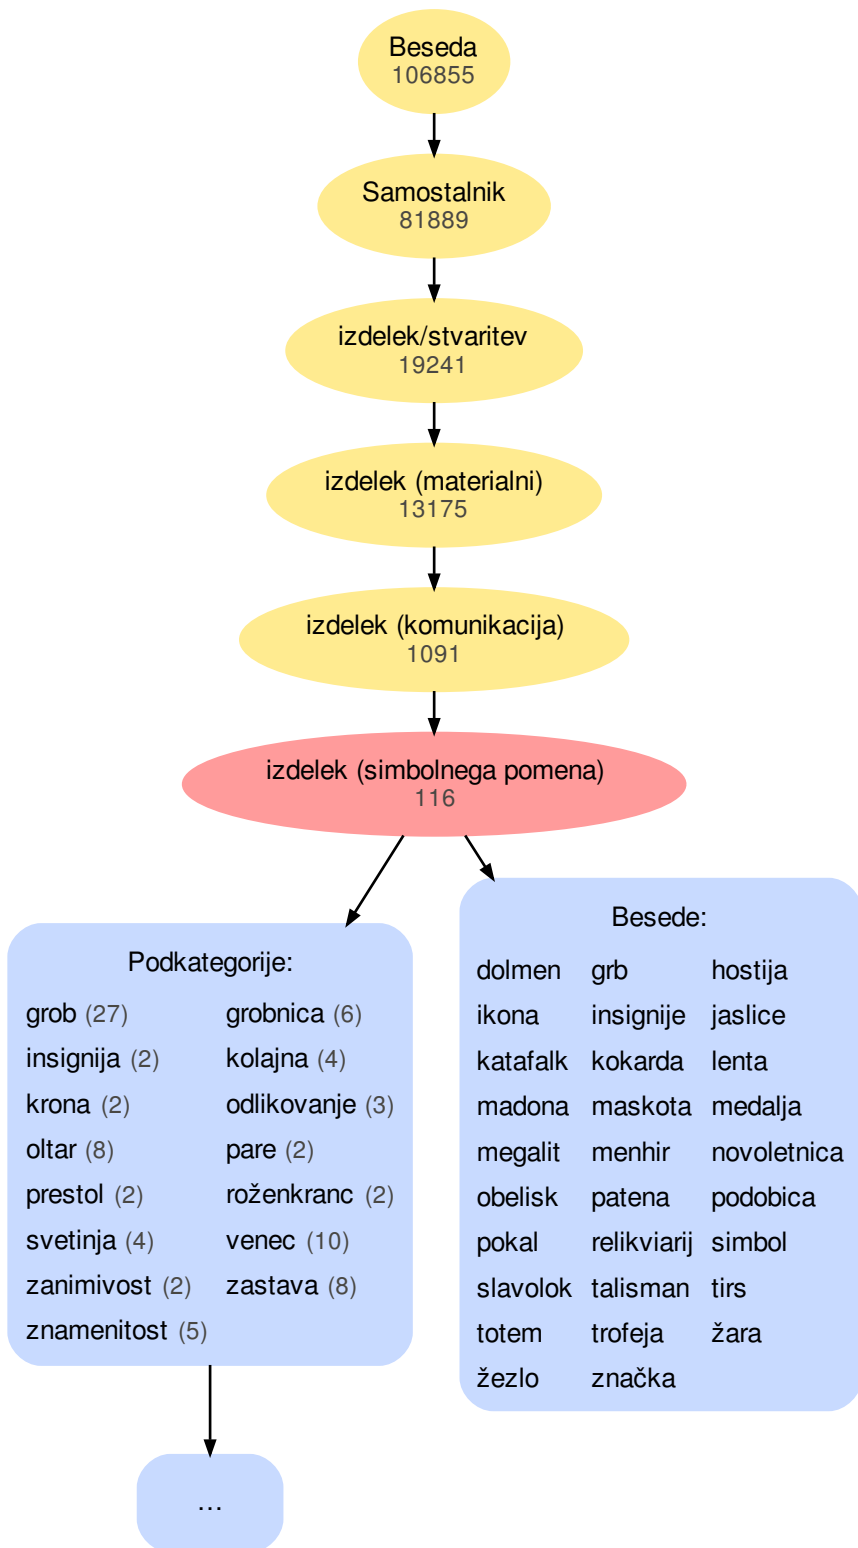 Beseda
106855
Samostalnik
81889
izdelek/stvaritev
19241
izdelek (materialni)
13175
izdelek (komunikacija)
1091
izdelek (simbolnega pomena)
116
Podkategorije:
grob (27) grobnica (6)
insignija (2) kolajna (4)
krona (2) odlikovanje (3)
oltar (8) pare (2)
prestol (2) roženkranc (2)
svetinja (4) venec (10)
zanimivost (2) zastava (8)
znamenitost (5)
...
Besede:
dolmen grb hostija
ikona insignije jaslice
katafalk kokarda lenta
madona maskota medalja
megalit menhir novoletnica
obelisk patena podobica
pokal relikviarij simbol
slavolok talisman tirs
totem trofeja žara
žezlo značka